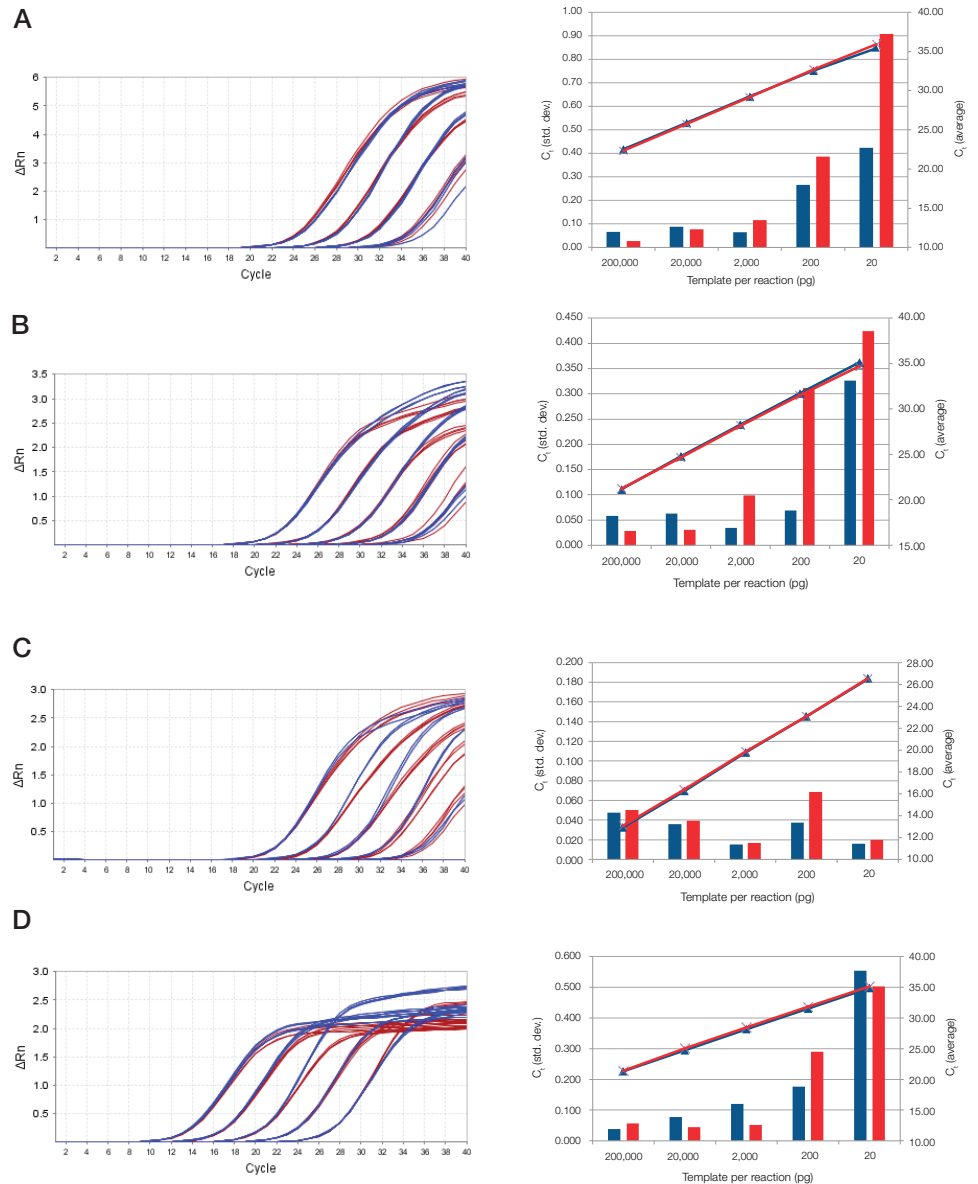 A
6
5
4
3
2
1
ΔRn
2 4 6 8 10 12 14 16 18 20 22 24 26 28 30 32 34 36 38 40
Cycle
1.00
0.90
0.80
0.70
0.60
0.50
0.40
0.30
0.20
0.10
0.00
Ct (std. dev.)
40.00
35.00
30.00
25.00
20.00
15.00
10.00
Ct (average)
200,000 20,000 2,000 200 20
Template per reaction (pg)
B
3.5
3.0
2.5
2.0
1.5
1.0
0.5
ΔRn
2 4 6 8 10 12 14 16 18 20 22 24 26 28 30 32 34 36 38 40
Cycle
0.450
0.400
0.350
0.300
0.250
0.200
0.150
0.100
0.050
0.000
Ct (std. dev.)
40.00
35.00
30.00
25.00
20.00
15.00
Ct (average)
200,000 20,000 2,000 200 20
Template per reaction (pg)
C
3.0
2.5
2.0
1.5
1.0
0.5
ΔRn
2 4 6 8 10 12 14 16 18 20 22 24 26 28 30 32 34 36 38 40
Cycle
0.200
0.180
0.160
0.140
0.120
0.100
0.080
0.060
0.040
0.020
0.000
Ct (std. dev.)
28.00
26.00
24.00
22.00
20.00
18.00
16.00
14.00
12.00
10.00
Ct (average)
200,000 20,000 2,000 200 20
Template per reaction (pg)
D
3.0
2.5
2.0
1.5
1.0
0.5
ΔRn
2 4 6 8 10 12 14 16 18 20 22 24 26 28 30 32 34 36 38 40
Cycle
0.600
0.500
0.400
0.300
0.200
0.100
0.000
Ct (std. dev.)
40.00
35.00
30.00
25.00
20.00
15.00
10.00
Ct (average)
200,000 20,000 2,000 200 20
Template per reaction (pg)